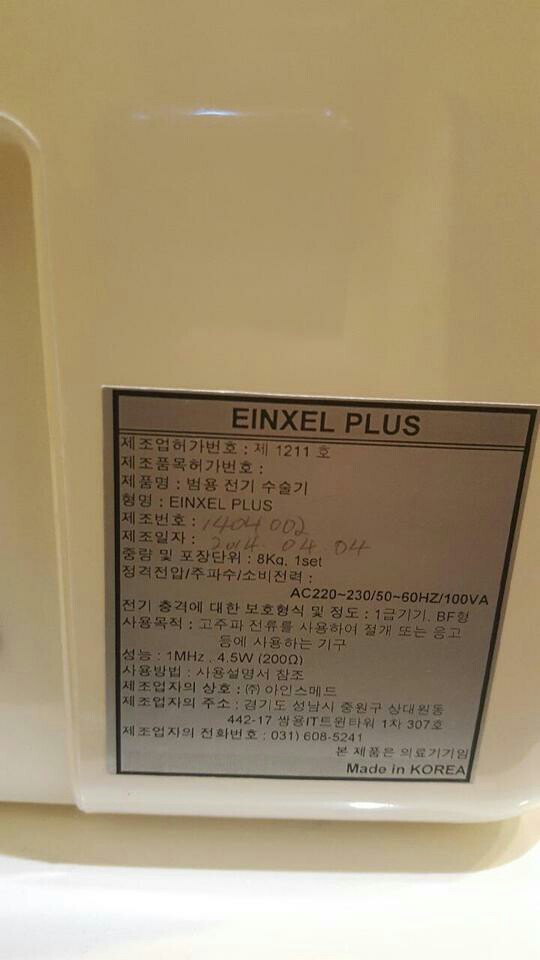 EINXEL PLUS
제조업허가번호 : 제 1211 호
제조품목허가번호 :
제품명 : 범용 전기 수술기
형명 : EINXEL PLUS
제조번호 : 1404002
제조일자 : 2014. 04. 04
중량 및 포장단위 : 8Kg, 1set
정격전압/주파수/소비전력 :
AC220~230/50~60HZ/100VA
전기 충격에 대한 보호형식 및 정도 : 1급기기, BF형
사용목적 : 고주파 전류를 사용하여 절개 또는 응고
등에 사용하는 기구
성능 : 1MHz , 4.5W (200Ω)
사용방법 : 사용설명서 참조
제조업자의 상호 : ㈜ 아인스메드
제조업자의 주소 : 경기도 성남시 중원구 상대원동
442-17 쌍용IT트윈타워 1차 307호
제조업자의 전화번호 : 031) 608-5241
본 제품은 의료기기임
Made in KOREA